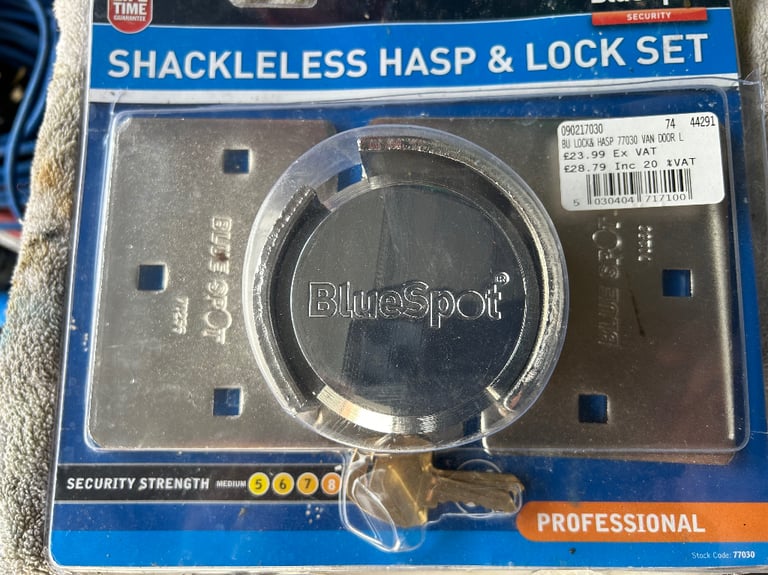 LIFE
TIME
GUARANTEE
BlueSpot
SECURITY
SHACKLELESS HASP & LOCK SET
090217030 74 44291
BU LOCK& HASP 77030 VAN DOOR L
£23.99 Ex VAT
£28.79 Inc 20 %VAT
5 030404 717100
BLUE SPOT
BlueSpot®
BLUE SPOT
SECURITY STRENGTH MEDIUM 5 6 7 8
PROFESSIONAL
Stock Code: 77030